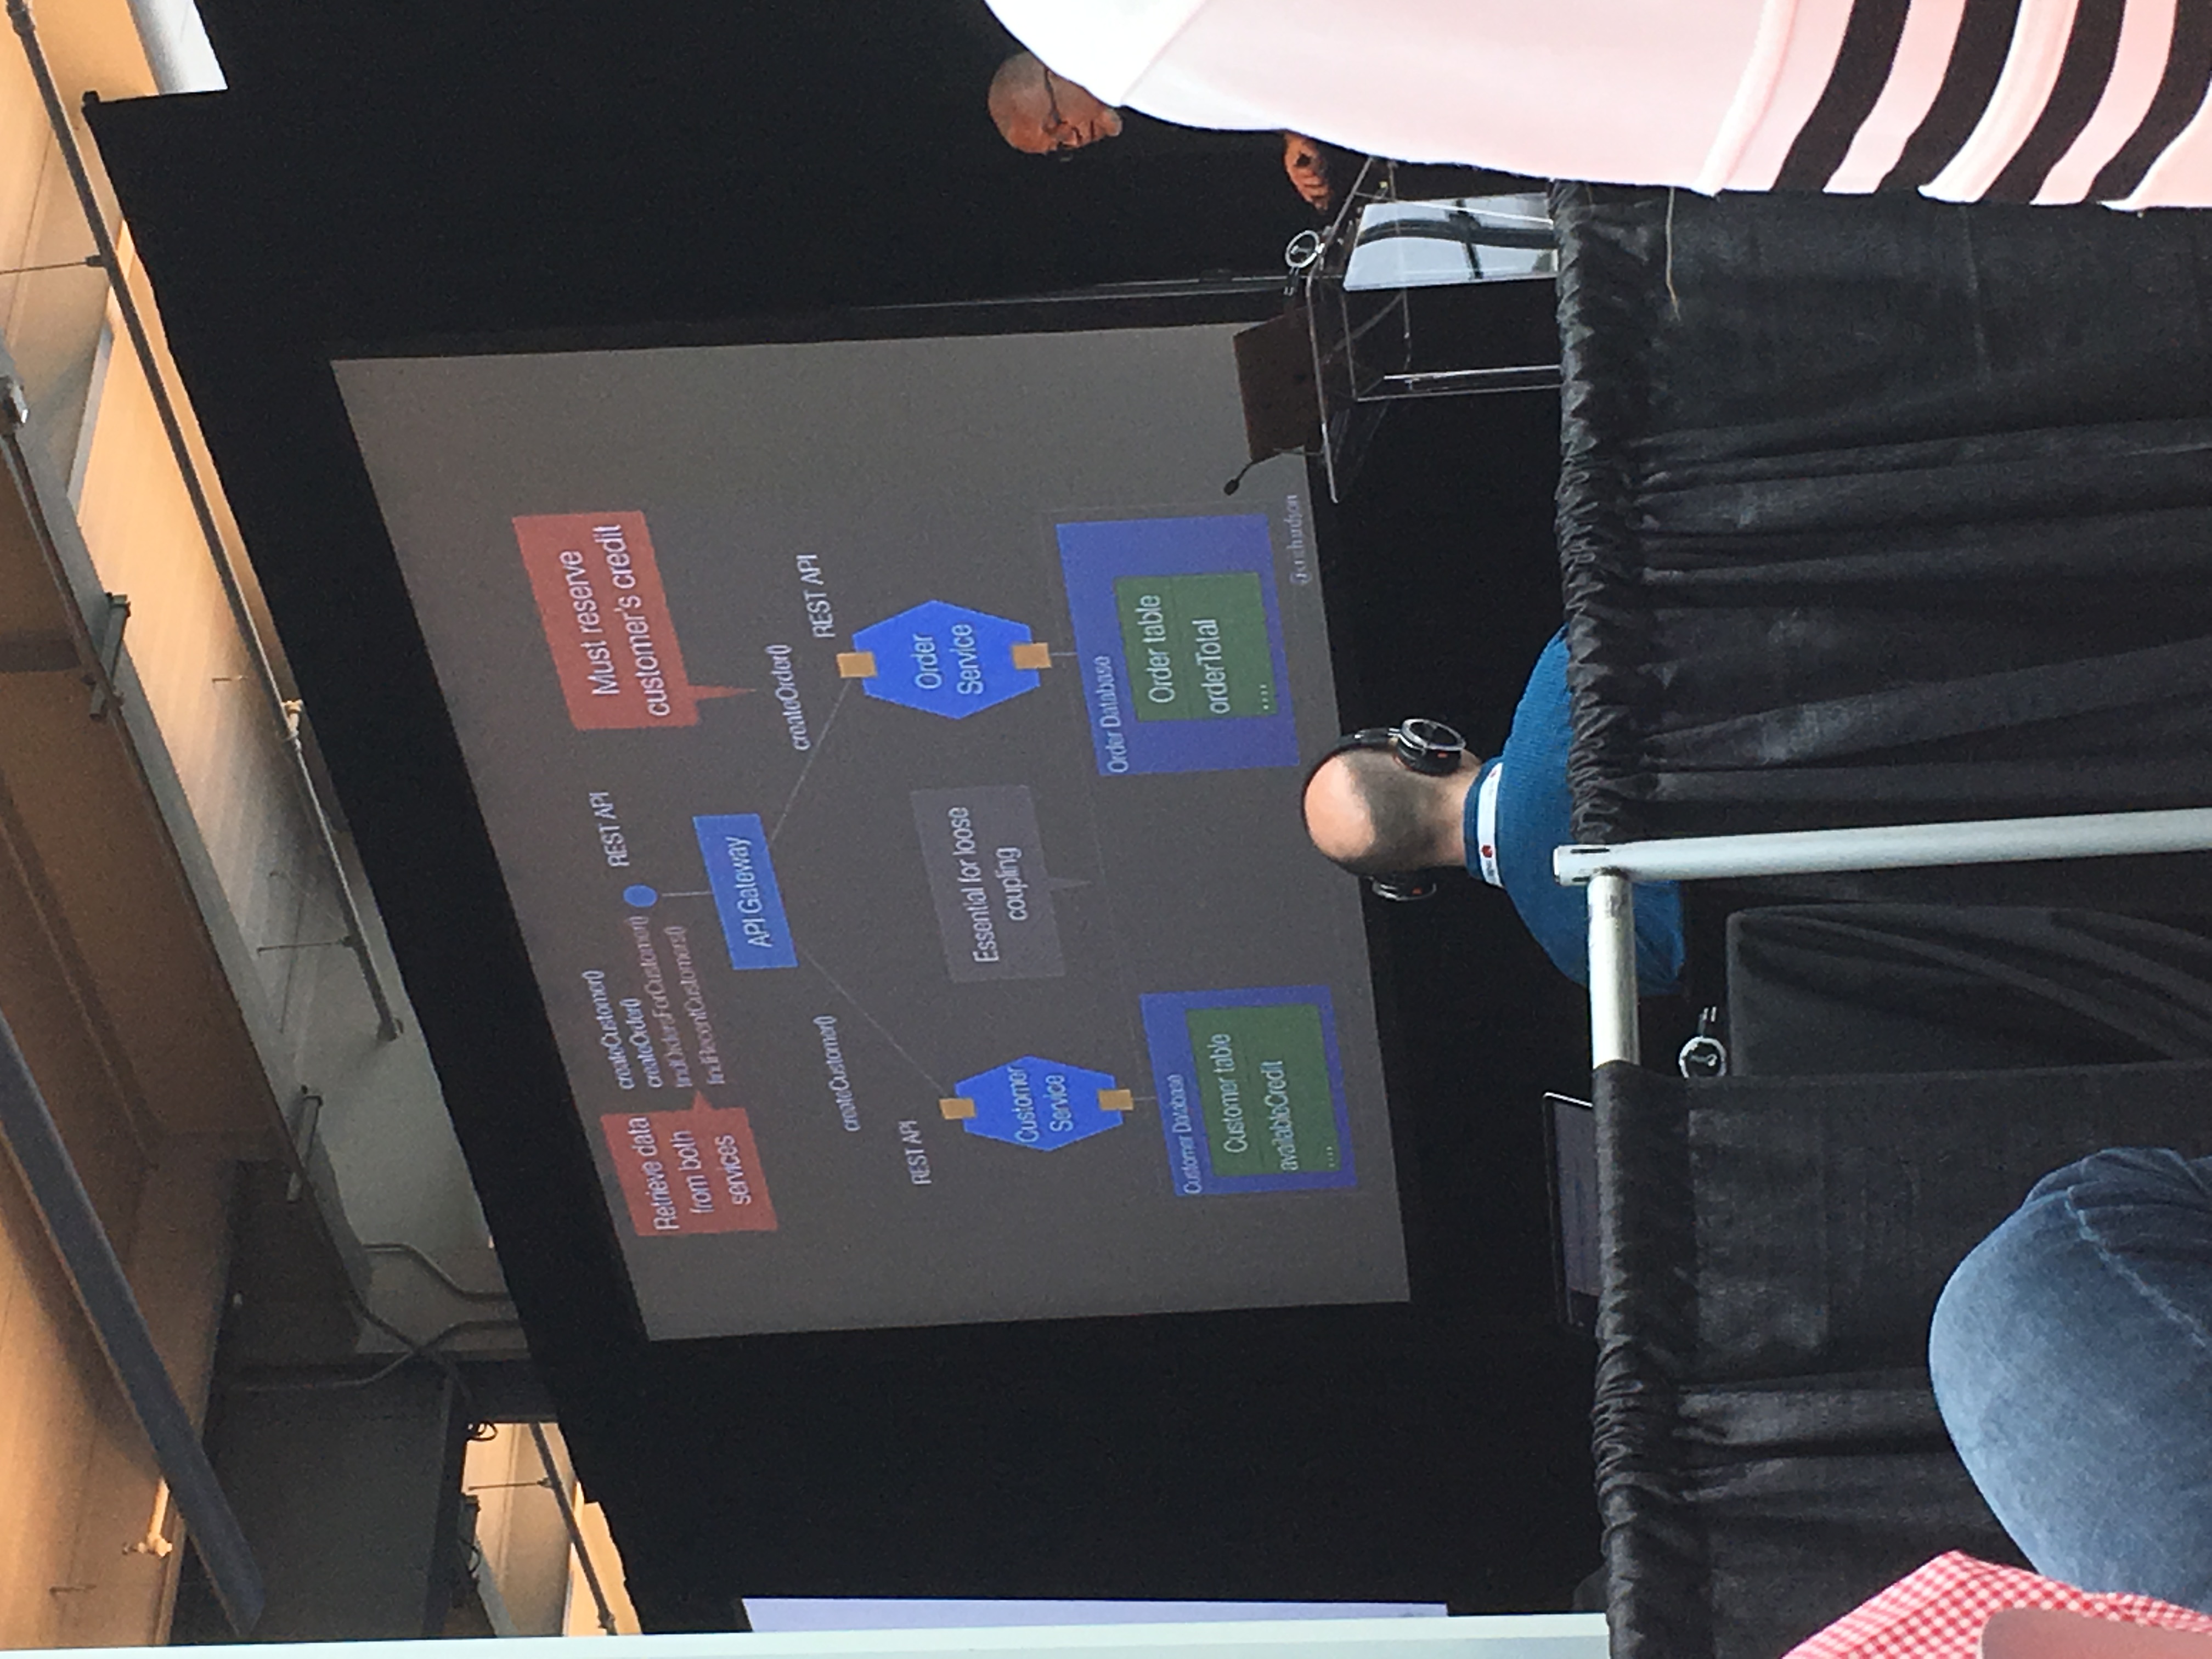 Retrieve data
from both
services
createCustomer()
createOrder()
findOrdersForCustomer()
findRecentCustomers()
REST API
Must reserve
customer's credit
API Gateway
createCustomer()
createOrder()
REST API
REST API
Order
Service
Essential for loose
coupling
Customer
Service
Order Database
Order table
orderTotal
....
Customer Database
Customer table
availableCredit
....
@crichardson